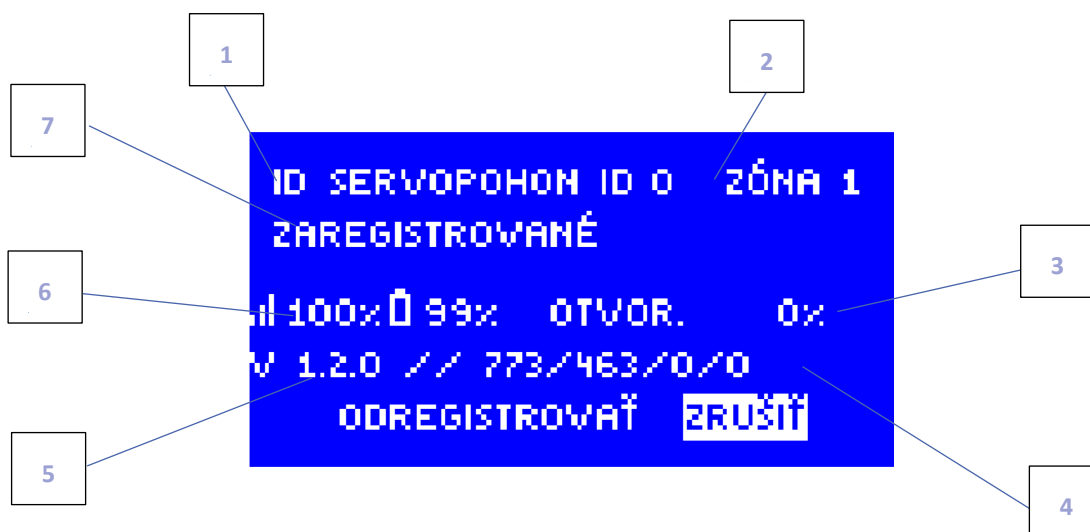 1
2
7
ID SERVOPOHON ID 0 ZÓNA 1
ZAREGISTROVANÉ
3
6
100% 99% OTVOR. 0%
V 1.2.0 // 773/463/0/0
ODREGISTROVAŤ ZRUŠIŤ
5
4